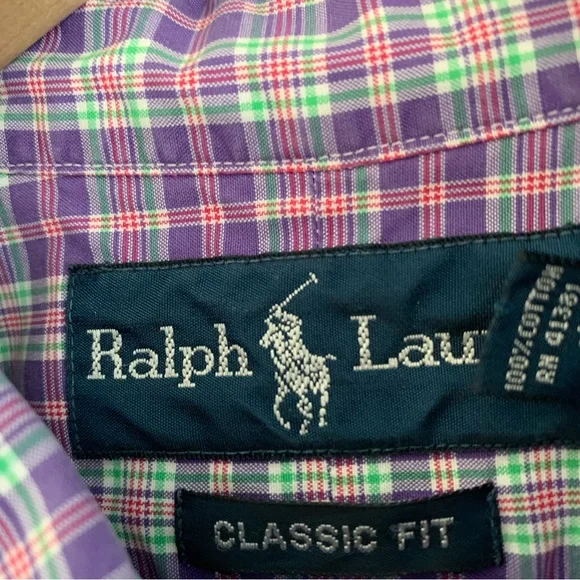 Ralph Lau
100% COTTON
RN 41381
CLASSIC FIT